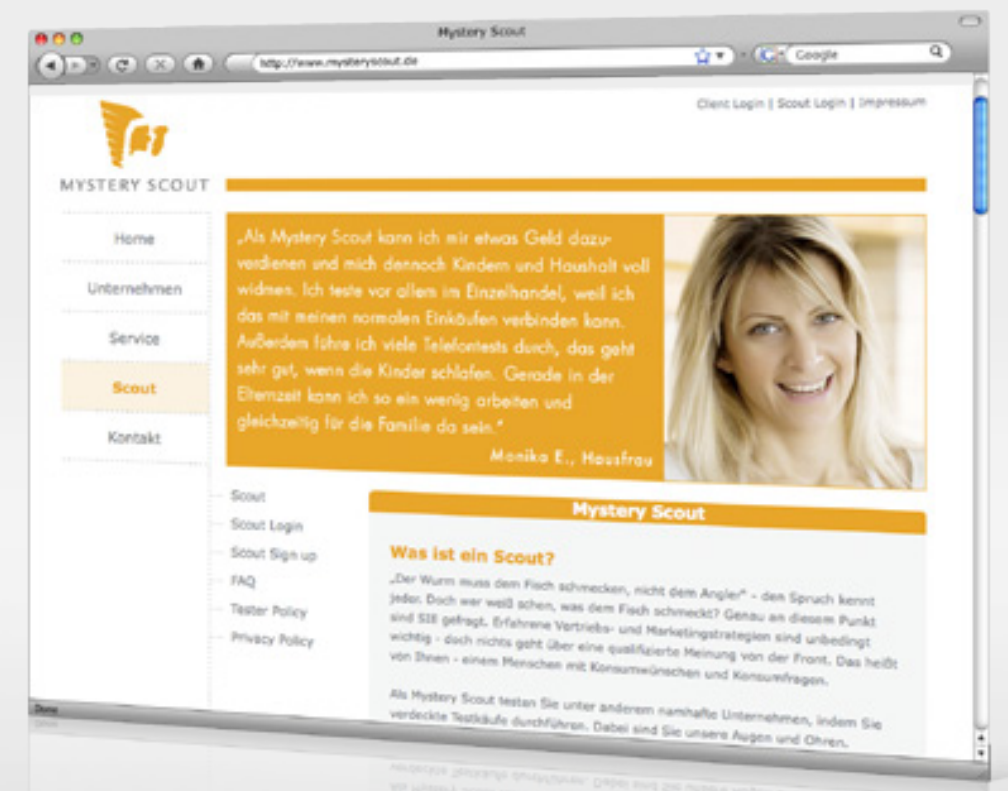 Mystery Scout
http://www.mysteryscout.de
Google
Client Login | Scout Login | Impressum
MYSTERY SCOUT
Home
Unternehmen
Service
Scout
Kontakt
„Als Mystery Scout kann ich mir etwas Geld dazu-
verdienen und mich dennoch Kindern und Haushalt voll
widmen. Ich teste vor allem im Einzelhandel, weil ich
das mit meinen normalen Einkäufen verbinden kann.
Außerdem führe ich viele Telefontests durch, das geht
sehr gut, wenn die Kinder schlafen. Gerade in der
Elternzeit kann ich so ein wenig arbeiten und
gleichzeitig für die Familie da sein.“
Monika E., Hausfrau
Scout
Scout Login
Scout Sign up
FAQ
Tester Policy
Privacy Policy
Mystery Scout
Was ist ein Scout?
„Der Wurm muss dem Fisch schmecken, nicht dem Angler“ - den Spruch kennt
jeder. Doch wer weiß schon, was dem Fisch schmeckt? Genau an diesem Punkt
sind SIE gefragt. Erfahrene Vertriebs- und Marketingstrategien sind unbedingt
wichtig - doch nichts geht über eine qualifizierte Meinung von der Front. Das heißt
von Ihnen - einem Menschen mit Konsumwünschen und Konsumfragen.
Als Mystery Scout testen Sie unter anderem namhafte Unternehmen, indem Sie
verdeckte Testkäufe durchführen. Dabei sind Sie unsere Augen und Ohren.
Done